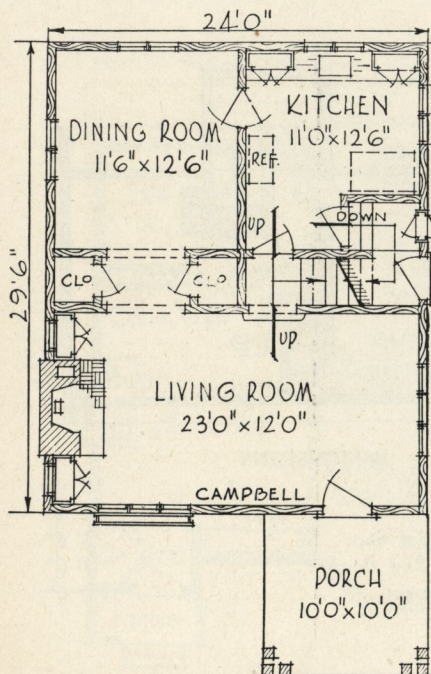 24'0"
KITCHEN
11'0"x12'6"
DINING ROOM
11'6"x12'6"
REF.
UP
DOWN
CLO
CLO
29'6"
UP
LIVING ROOM
23'0"x12'0"
CAMPBELL
PORCH
10'0"x10'0"